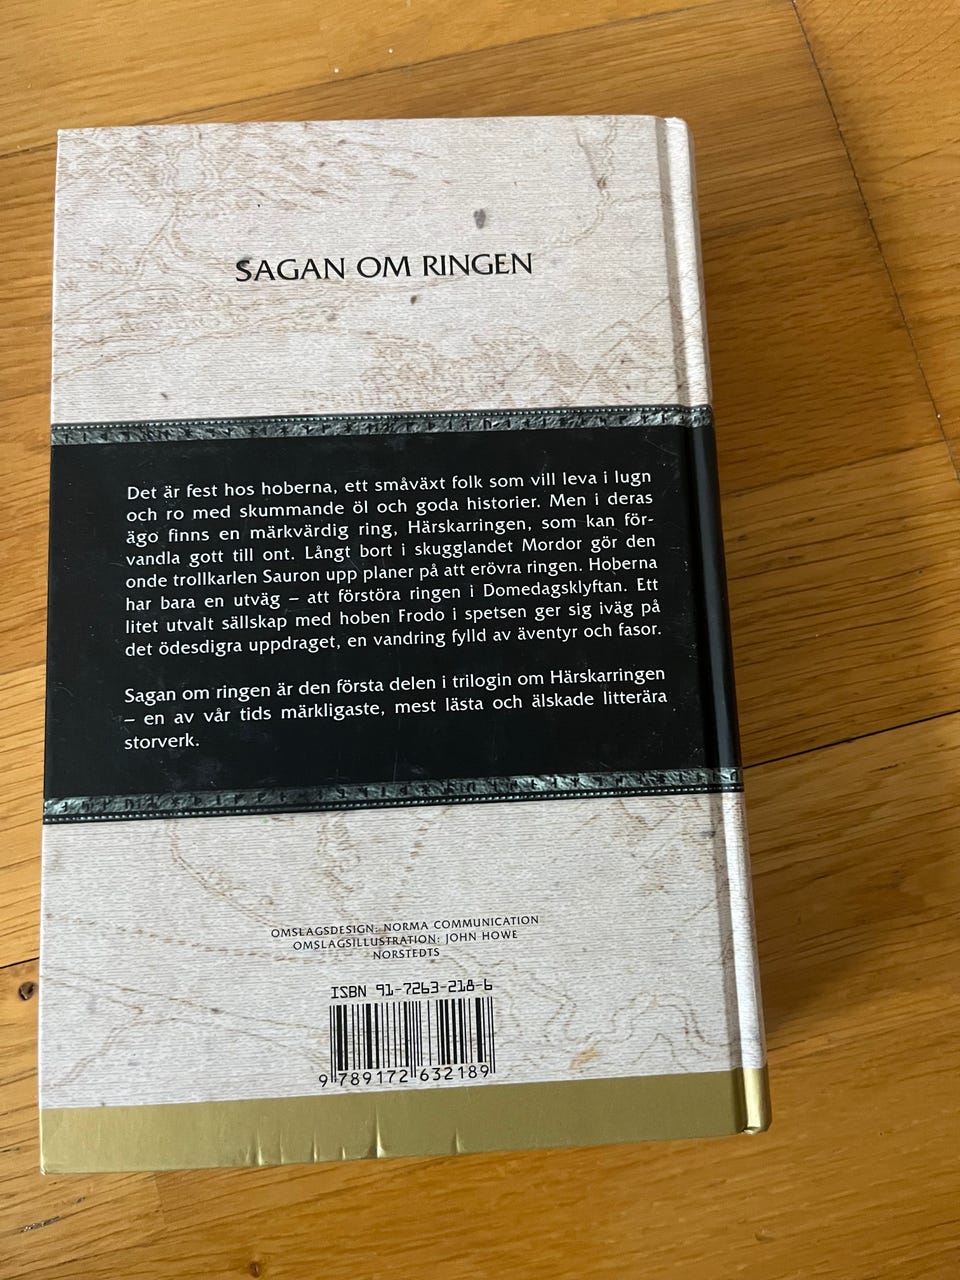 SAGAN OM RINGEN
Det är fest hos hoberna, ett småväxt folk som vill leva i lugn
och ro med skummande öl och goda historier. Men i deras
ägo finns en märkvärdig ring, Härskarringen, som kan för-
vandla gott till ont. Långt bort i skugglandet Mordor gör den
onde trollkarlen Sauron upp planer på att erövra ringen. Hoberna
har bara en utväg – att förstöra ringen i Domedagsklyftan. Ett
litet utvalt sällskap med hoben Frodo i spetsen ger sig iväg på
det ödesdigra uppdraget, en vandring fylld av äventyr och fasor.
Sagan om ringen är den första delen i trilogin om Härskarringen
– en av vår tids märkligaste, mest lästa och älskade litterära
storverk.
OMSLAGSDESIGN: NORMA COMMUNICATION
OMSLAGSILLUSTRATION: JOHN HOWE
NORSTEDTS
ISBN 91-7263-218-6
9 789172 632189